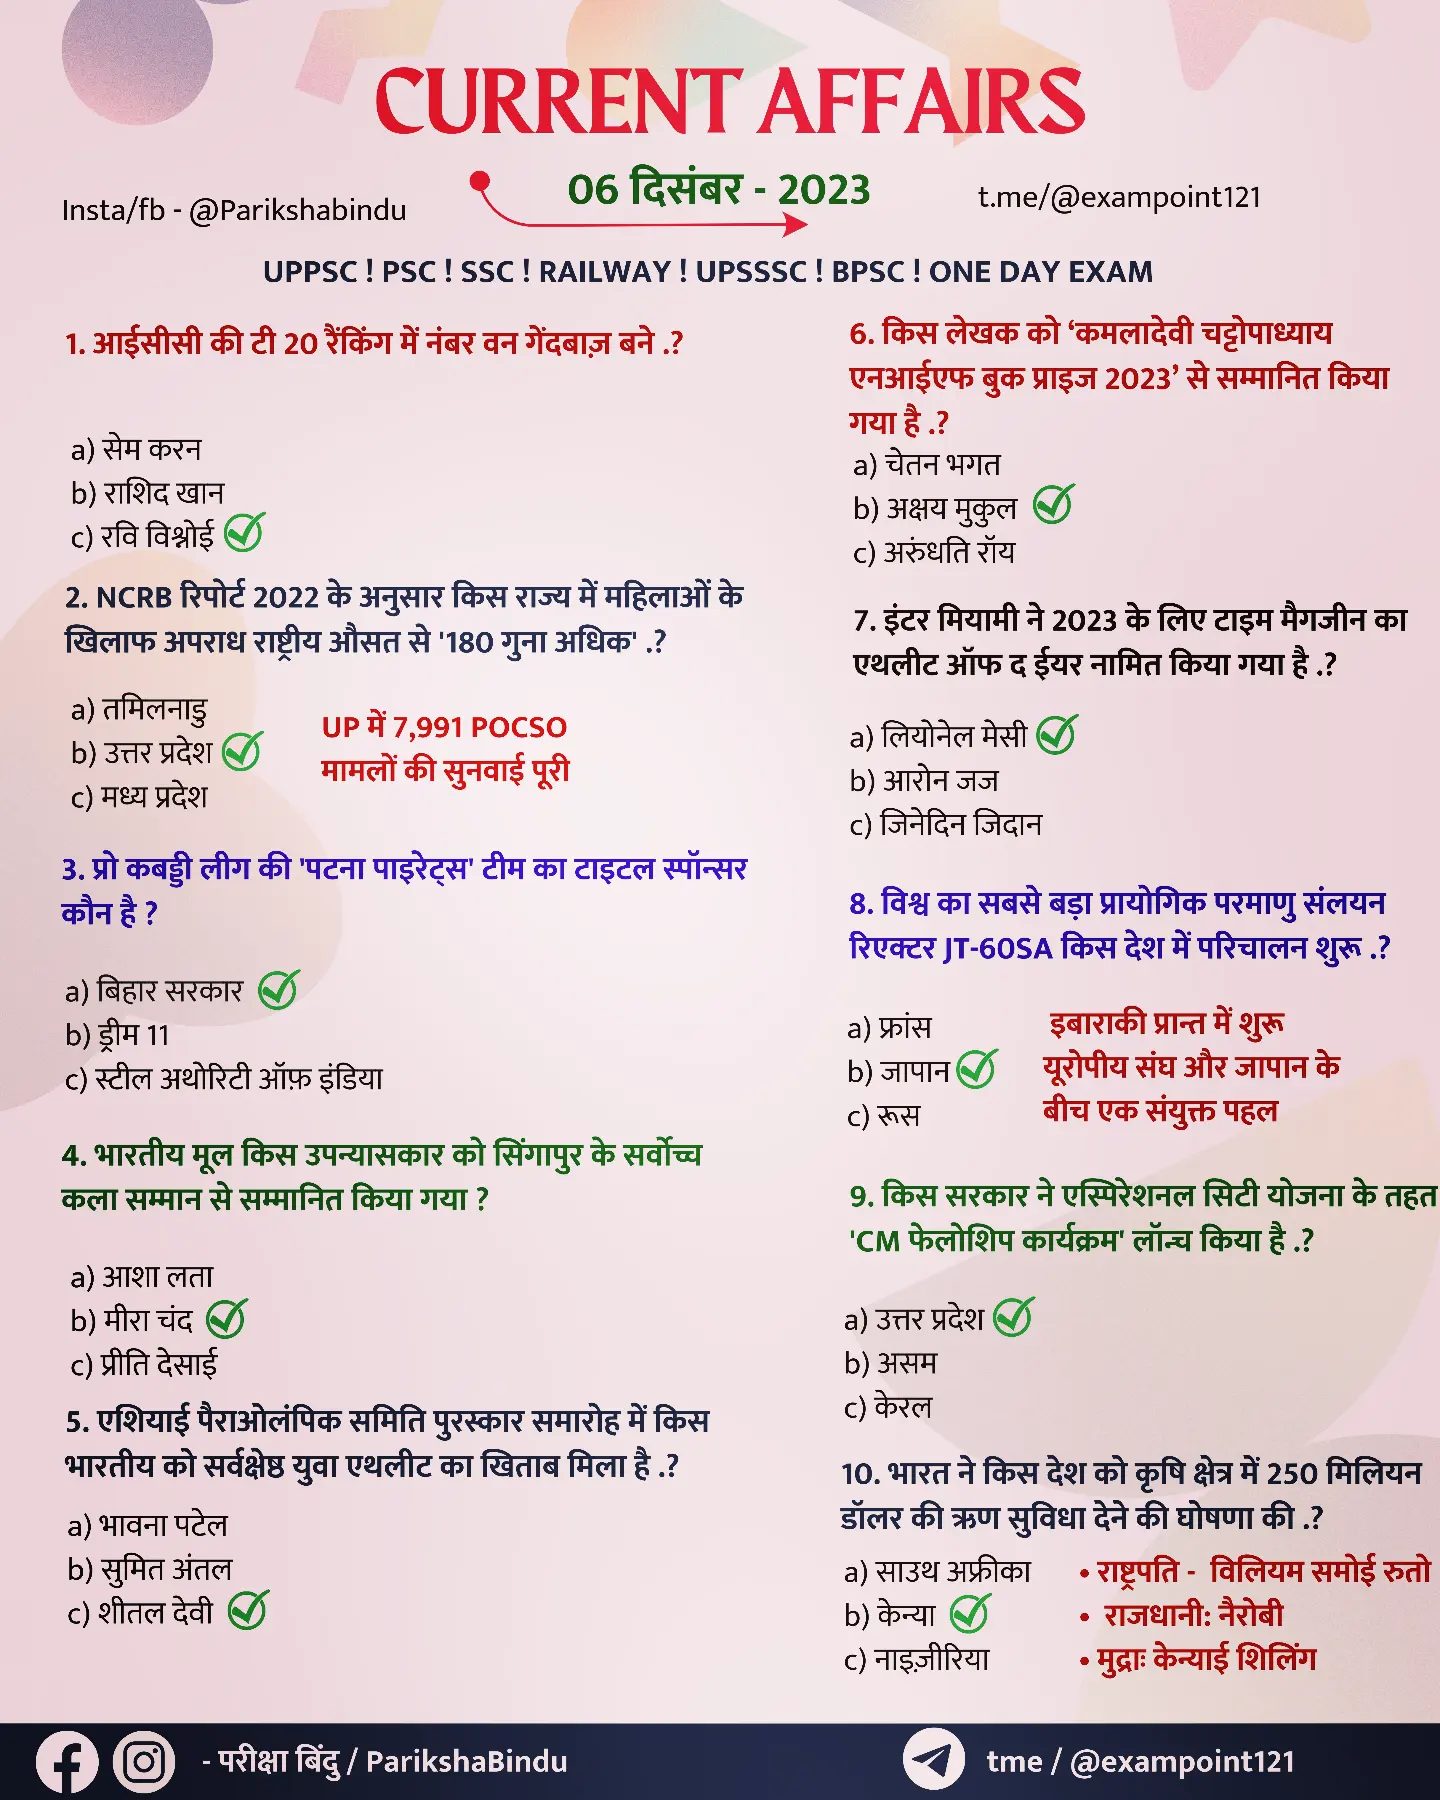 CURRENT AFFAIRS
06 दिसंबर - 2023
Insta/fb - @Parikshabindu
t.me/@exampoint121
UPPSC ! PSC ! SSC ! RAILWAY ! UPSSSC ! BPSC ! ONE DAY EXAM
1. आईसीसी की टी 20 रैंकिंग में नंबर वन गेंदबाज़ बने .?
a) सेम करन
b) राशिद खान
c) रवि विश्नोई
2. NCRB रिपोर्ट 2022 के अनुसार किस राज्य में महिलाओं के
खिलाफ अपराध राष्ट्रीय औसत से '180 गुना अधिक' .?
a) तमिलनाडु
b) उत्तर प्रदेश
c) मध्य प्रदेश
UP में 7,991 POCSO
मामलों की सुनवाई पूरी
3. प्रो कबड्डी लीग की 'पटना पाइरेट्स' टीम का टाइटल स्पॉन्सर
कौन है ?
a) बिहार सरकार
b) ड्रीम 11
c) स्टील अथोरिटी ऑफ़ इंडिया
4. भारतीय मूल किस उपन्यासकार को सिंगापुर के सर्वोच्च
कला सम्मान से सम्मानित किया गया ?
a) आशा लता
b) मीरा चंद
c) प्रीति देसाई
5. एशियाई पैराओलंपिक समिति पुरस्कार समारोह में किस
भारतीय को सर्वक्षेष्ठ युवा एथलीट का खिताब मिला है .?
a) भावना पटेल
b) सुमित अंतल
c) शीतल देवी
6. किस लेखक को ‘कमलादेवी चट्टोपाध्याय
एनआईएफ बुक प्राइज 2023’ से सम्मानित किया
गया है .?
a) चेतन भगत
b) अक्षय मुकुल
c) अरुंधति रॉय
7. इंटर मियामी ने 2023 के लिए टाइम मैगजीन का
एथलीट ऑफ द ईयर नामित किया गया है .?
a) लियोनेल मेसी
b) आरोन जज
c) जिनेदिन जिदान
8. विश्व का सबसे बड़ा प्रायोगिक परमाणु संलयन
रिएक्टर JT-60SA किस देश में परिचालन शुरू .?
a) फ्रांस
b) जापान
c) रूस
इबाराकी प्रान्त में शुरू
यूरोपीय संघ और जापान के
बीच एक संयुक्त पहल
9. किस सरकार ने एस्पिरेशनल सिटी योजना के तहत
'CM फेलोशिप कार्यक्रम' लॉन्च किया है .?
a) उत्तर प्रदेश
b) असम
c) केरल
10. भारत ने किस देश को कृषि क्षेत्र में 250 मिलियन
डॉलर की ऋण सुविधा देने की घोषणा की .?
a) साउथ अफ्रीका
b) केन्या
c) नाइज़ीरिया
• राष्ट्रपति - विलियम समोई रुतो
• राजधानी: नैरोबी
• मुद्राः केन्याई शिलिंग
- परीक्षा बिंदु / ParikshaBindu
tme / @exampoint121